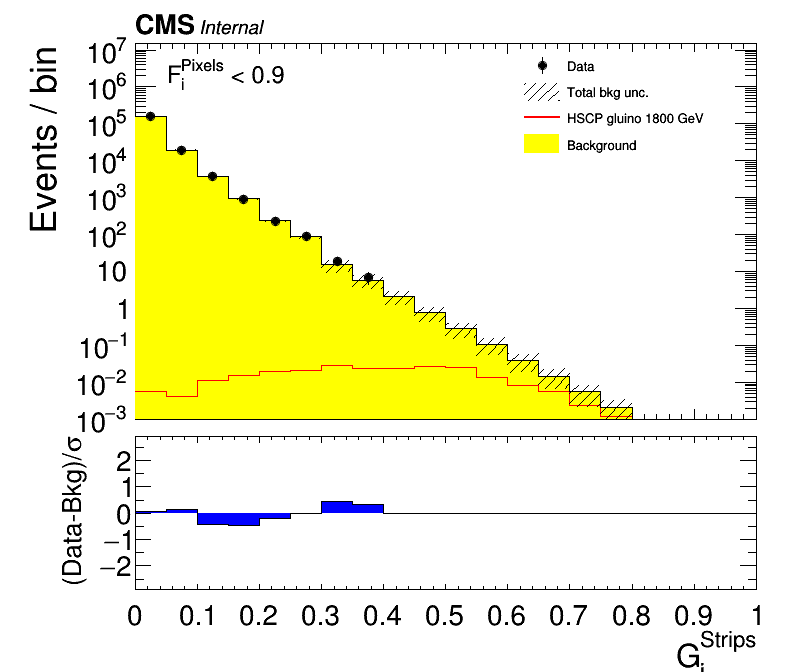 CMS Internal
F_i^Pixels < 0.9
Data
Total bkg unc.
HSCP gluino 1800 GeV
Background
Events / bin
10^7
10^6
10^5
10^4
10^3
10^2
10
1
10^−1
10^−2
10^−3
(Data-Bkg)/σ
2
1
0
−1
−2
0 0.1 0.2 0.3 0.4 0.5 0.6 0.7 0.8 0.9 1
G_i^Strips